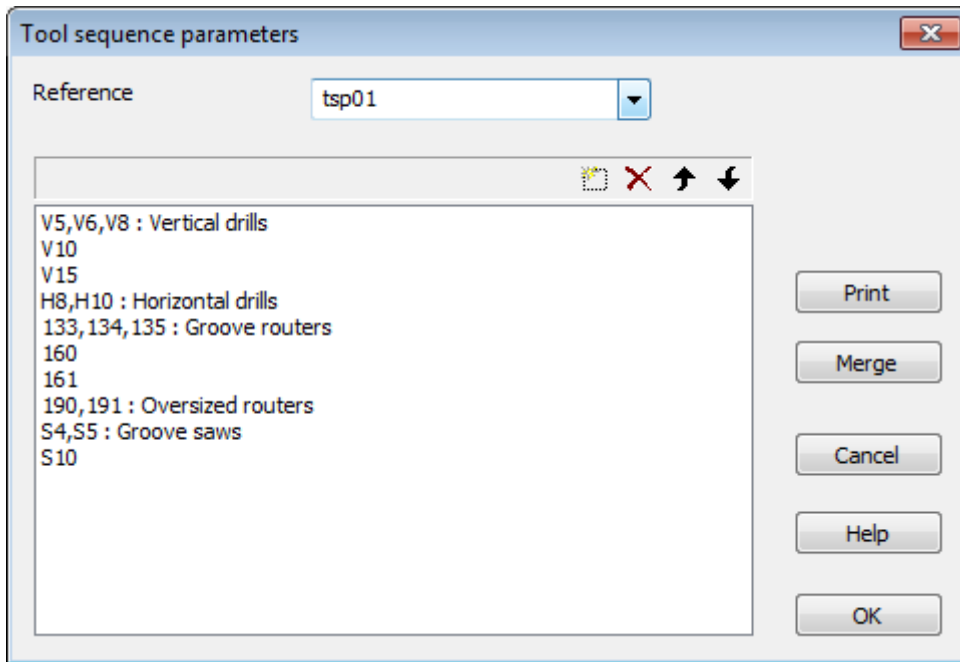 Tool sequence parameters
Reference
tsp01
V5,V6,V8 : Vertical drills
V10
V15
H8,H10 : Horizontal drills
133,134,135 : Groove routers
160
161
190,191 : Oversized routers
S4,S5 : Groove saws
S10
Print
Merge
Cancel
Help
OK